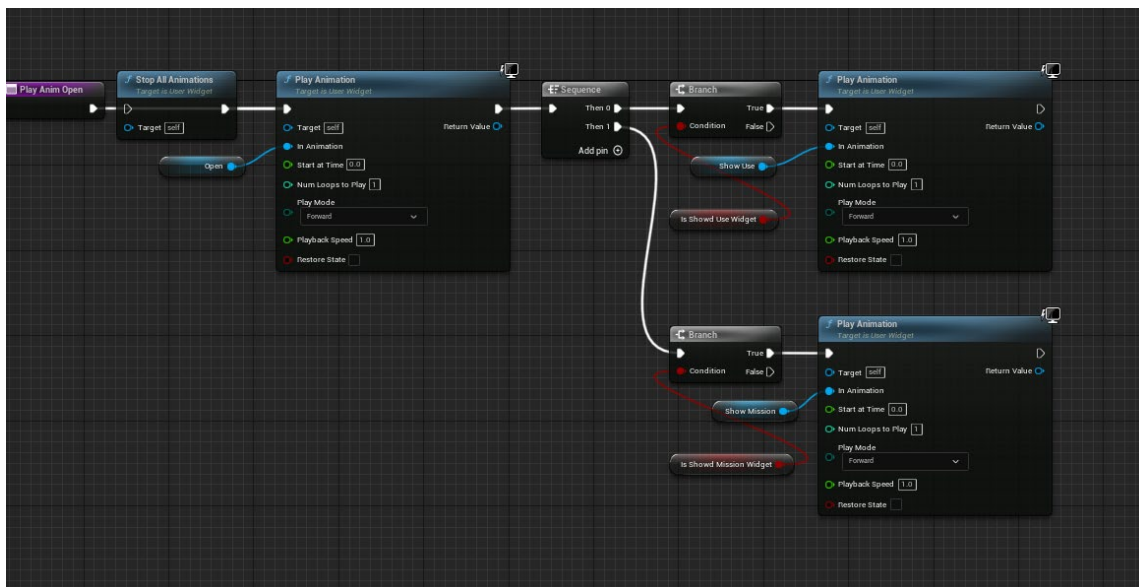 Play Anim Open
Stop All Animations
Target is User Widget
Target self
Open
Play Animation
Target is User Widget
Target self
Return Value
In Animation
Start at Time 0.0
Num Loops to Play 1
Play Mode
Forward
Playback Speed 1.0
Restore State
Sequence
Then 0
Then 1
Add pin
Branch
True
Condition
False
Show Use
Is Showd Use Widget
Play Animation
Target is User Widget
Target self
Return Value
In Animation
Start at Time 0.0
Num Loops to Play 1
Play Mode
Forward
Playback Speed 1.0
Restore State
Branch
True
Condition
False
Show Mission
Is Showd Mission Widget
Play Animation
Target is User Widget
Target self
Return Value
In Animation
Start at Time 0.0
Num Loops to Play 1
Play Mode
Forward
Playback Speed 1.0
Restore State